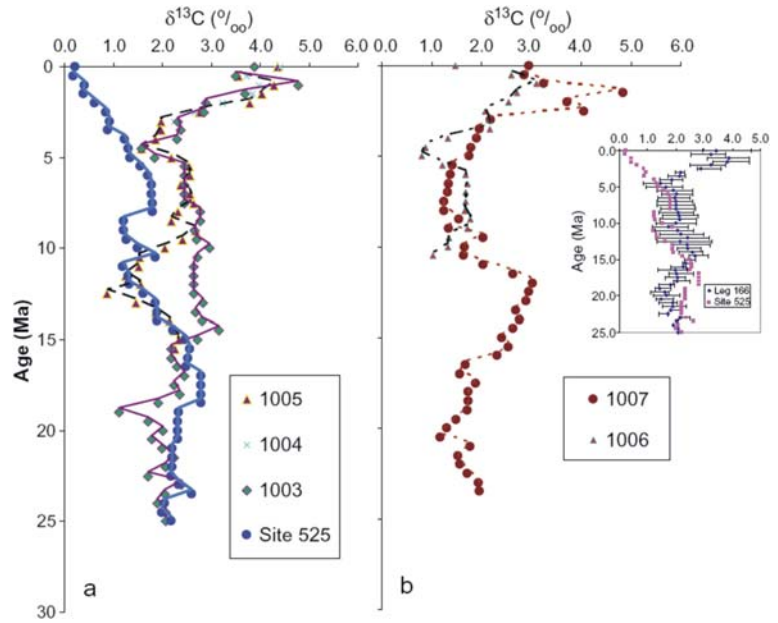 δ¹³C (⁰/₀₀)
0.0 1.0 2.0 3.0 4.0 5.0 6.0
0
5
10
15
20
25
30
Age (Ma)
1005
1004
1003
Site 525
a
δ¹³C (⁰/₀₀)
0.0 1.0 2.0 3.0 4.0 5.0 6.0
1007
1006
b
0.0 1.0 2.0 3.0 4.0 5.0
0.0
5.0
10.0
15.0
20.0
25.0
Age (Ma)
Leg 166
Site 525